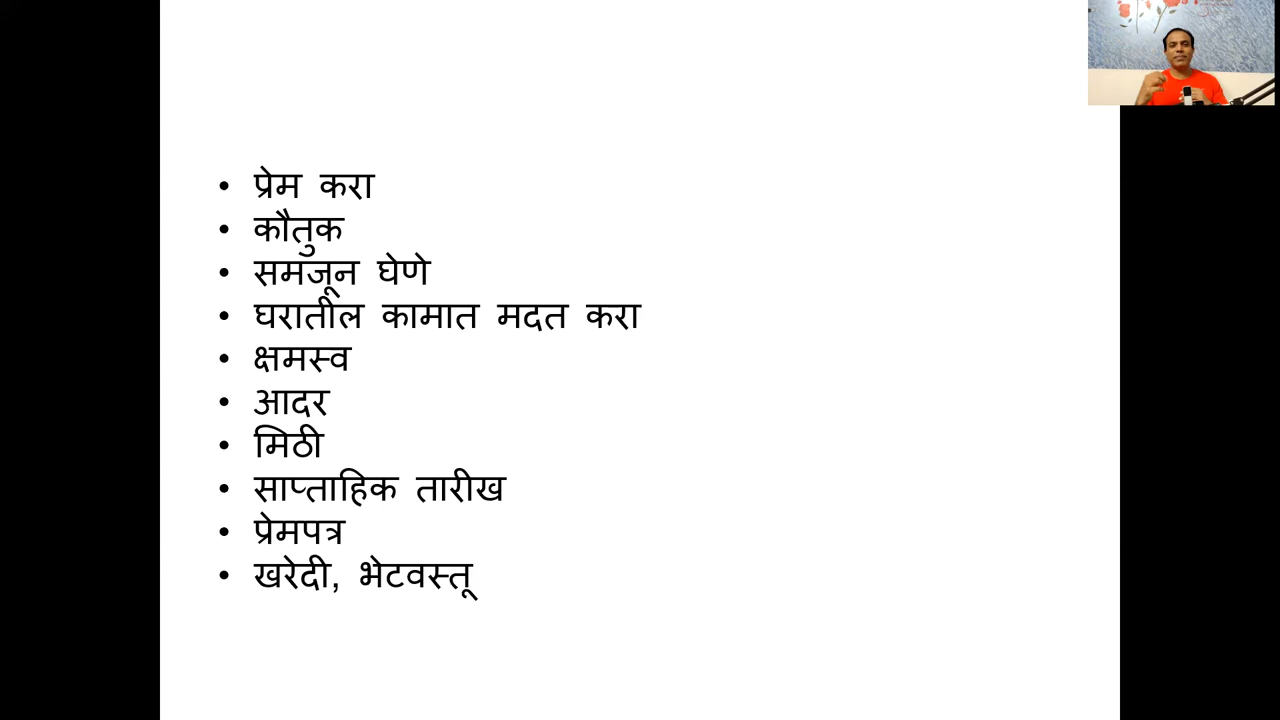 • प्रेम करा
• कौतुक
• समजून घेणे
• घरातील कामात मदत करा
• क्षमस्व
• आदर
• मिठी
• साप्ताहिक तारीख
• प्रेमपत्र
• खरेदी, भेटवस्तू